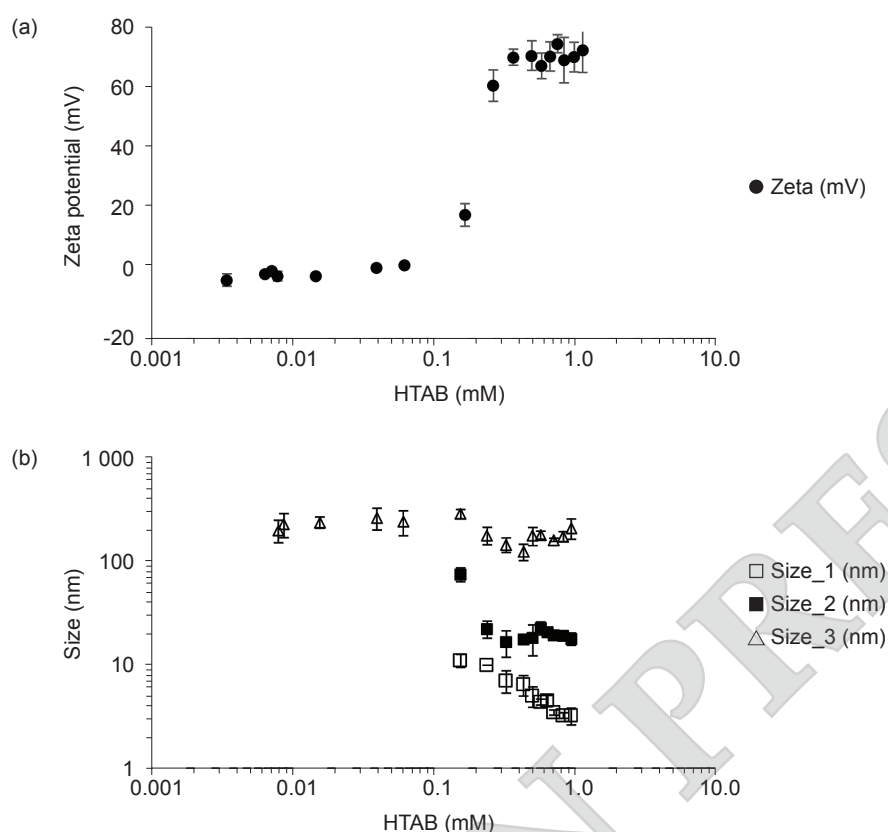 (a)
80
60
40
20
0
-20
Zeta potential (mV)
0.001 0.01 0.1 1.0 10.0
HTAB (mM)
Zeta (mV)
(b)
1 000
100
10
1
Size (nm)
0.001 0.01 0.1 1.0 10.0
HTAB (mM)
Size_1 (nm)
Size_2 (nm)
Size_3 (nm)
N PRES